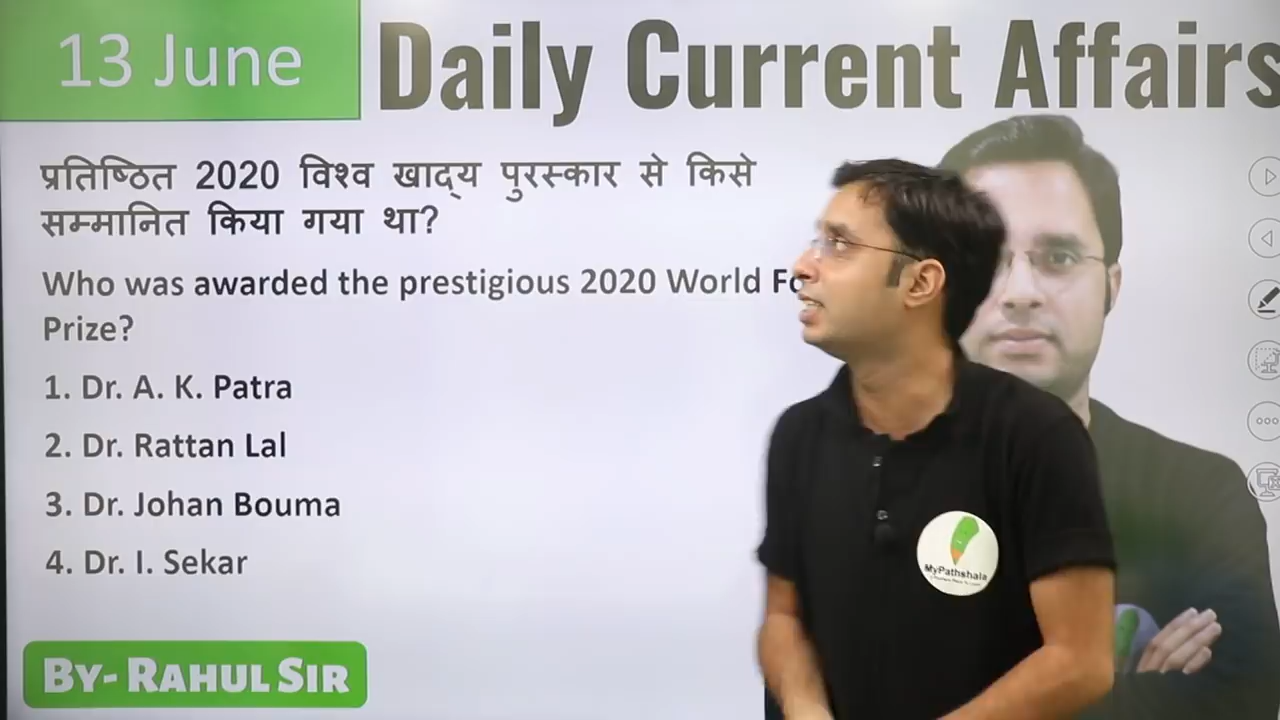 13 June
Daily Current Affairs
प्रतिष्ठित 2020 विश्व खाद्य पुरस्कार से किसे
सम्मानित किया गया था?
Who was awarded the prestigious 2020 World
Prize?
1. Dr. A. K. Patra
2. Dr. Rattan Lal
3. Dr. Johan Bouma
4. Dr. I. Sekar
MyPathshala
By- Rahul Sir